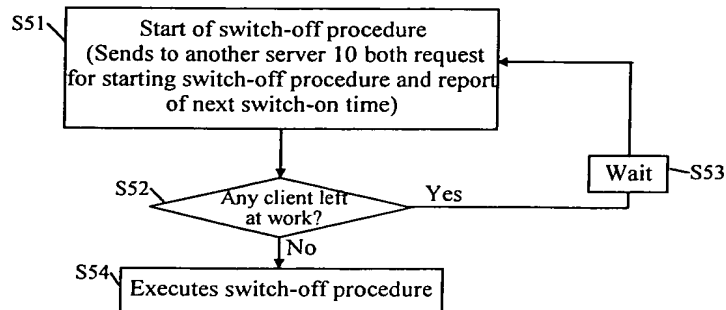 S51
Start of switch-off procedure
(Sends to another server 10 both request
for starting switch-off procedure and report
of next switch-on time)
S52
Any client left
at work?
Yes
Wait
S53
No
S54
Executes switch-off procedure